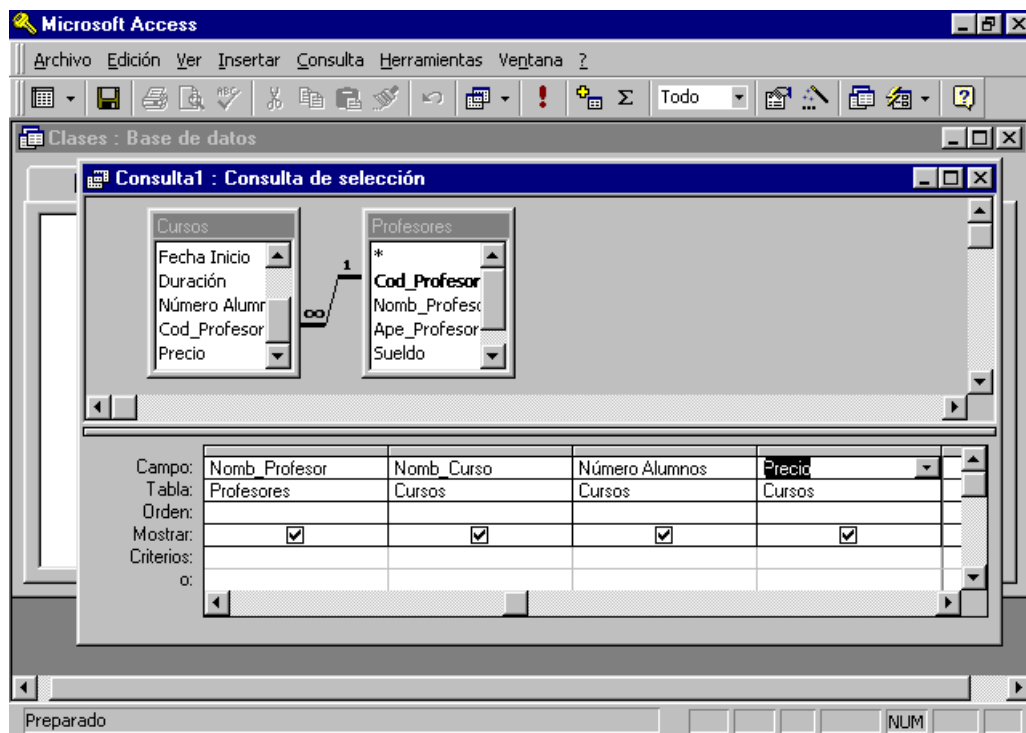 Microsoft Access
Archivo Edición Ver Insertar Consulta Herramientas Ventana ?
ABC Σ Todo
Clases : Base de datos
Consulta1 : Consulta de selección
Cursos
Fecha Inicio
Duración
Número Alumr
Cod_Profesor
Precio
∞ 1
Profesores
*
Cod_Profesor
Nomb_Profesc
Ape_Profesor
Sueldo
Campo: Nomb_Profesor Nomb_Curso Número Alumnos Precio
Tabla: Profesores Cursos Cursos Cursos
Orden:
Mostrar:
Criterios:
o:
Preparado NUM